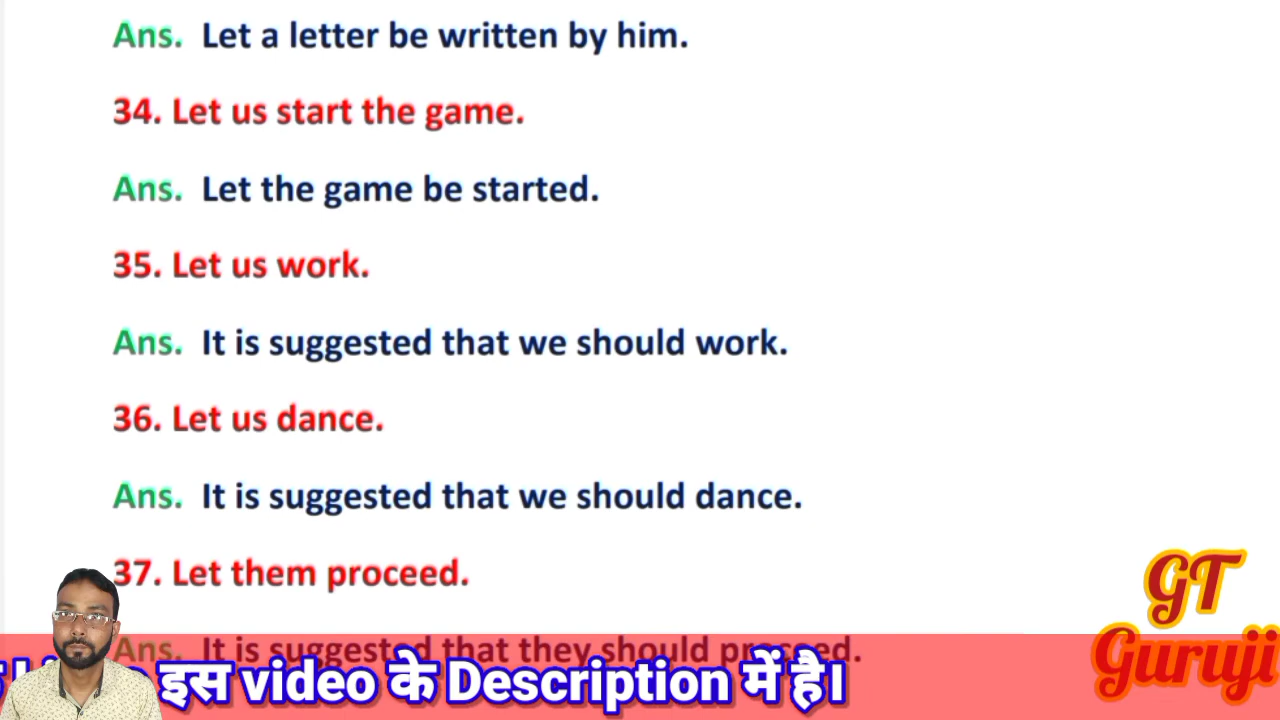 Ans. Let a letter be written by him.
34. Let us start the game.
Ans. Let the game be started.
35. Let us work.
Ans. It is suggested that we should work.
36. Let us dance.
Ans. It is suggested that we should dance.
37. Let them proceed.
Ans. It is suggested that they should proceed.
इस video के Description में है।
GT
Guruji